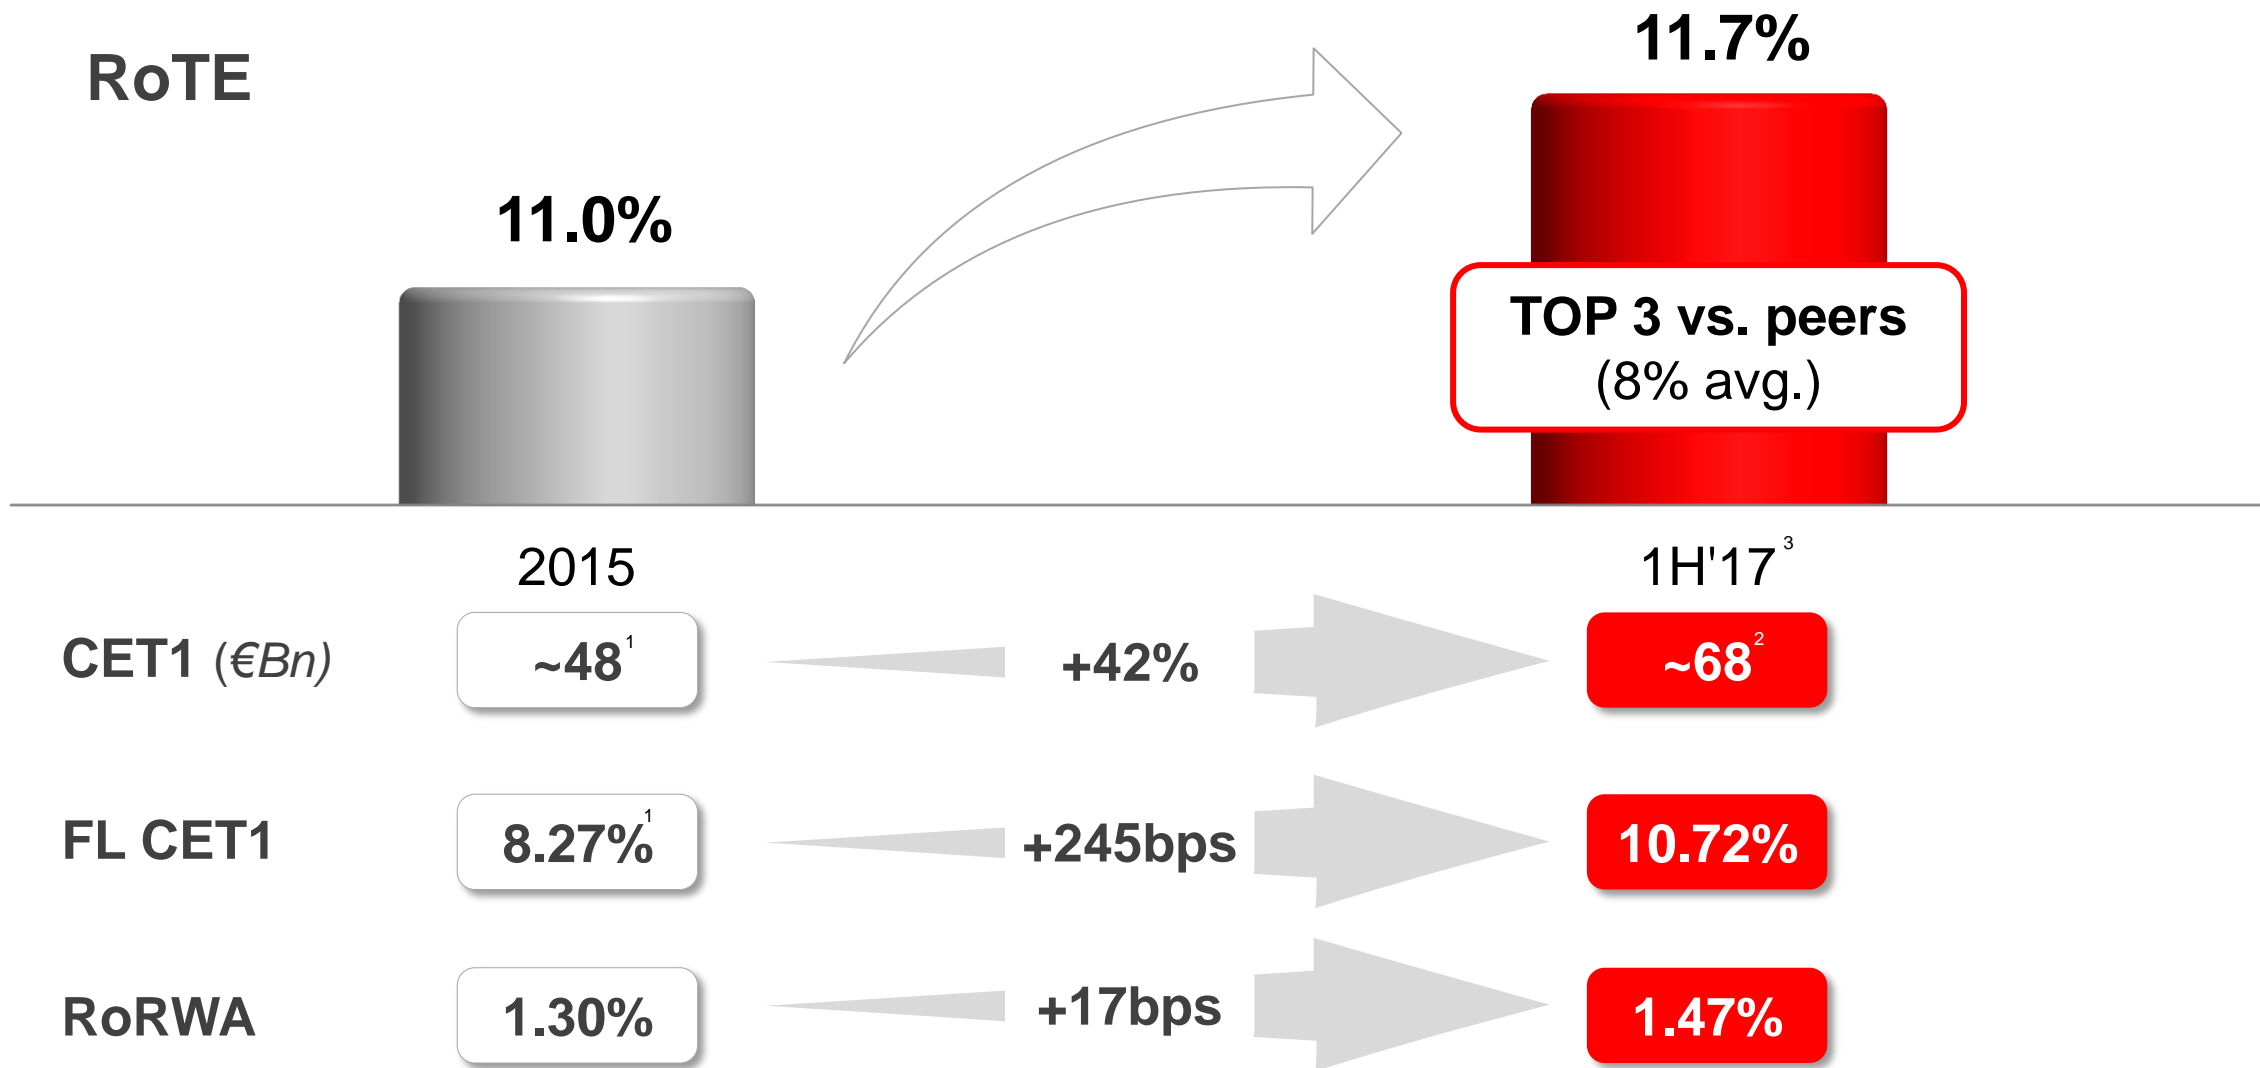 RoTE
11.0%
11.7%
TOP 3 vs. peers
(8% avg.)
2015
1H'17 3
CET1 (€Bn)
~48 1
+42%
~68 2
FL CET1
8.27% 1
+245bps
10.72%
RoRWA
1.30%
+17bps
1.47%